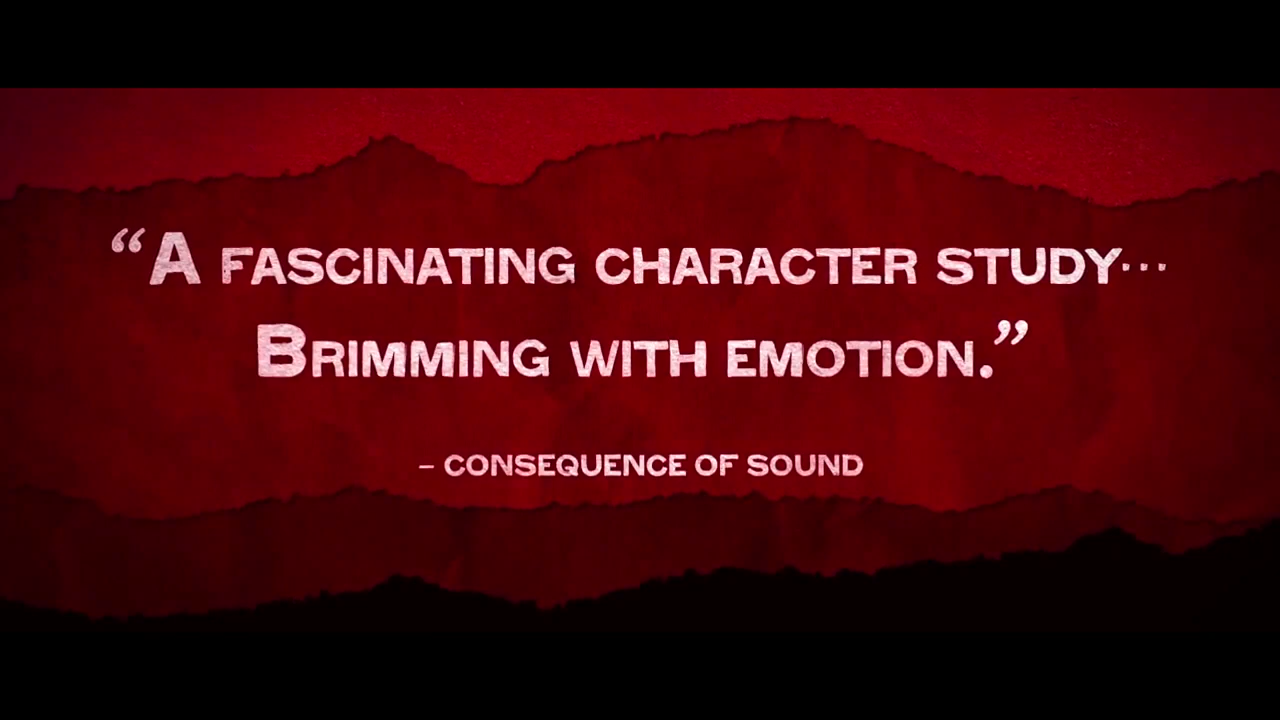 “A FASCINATING CHARACTER STUDY...
BRIMMING WITH EMOTION.”
– CONSEQUENCE OF SOUND